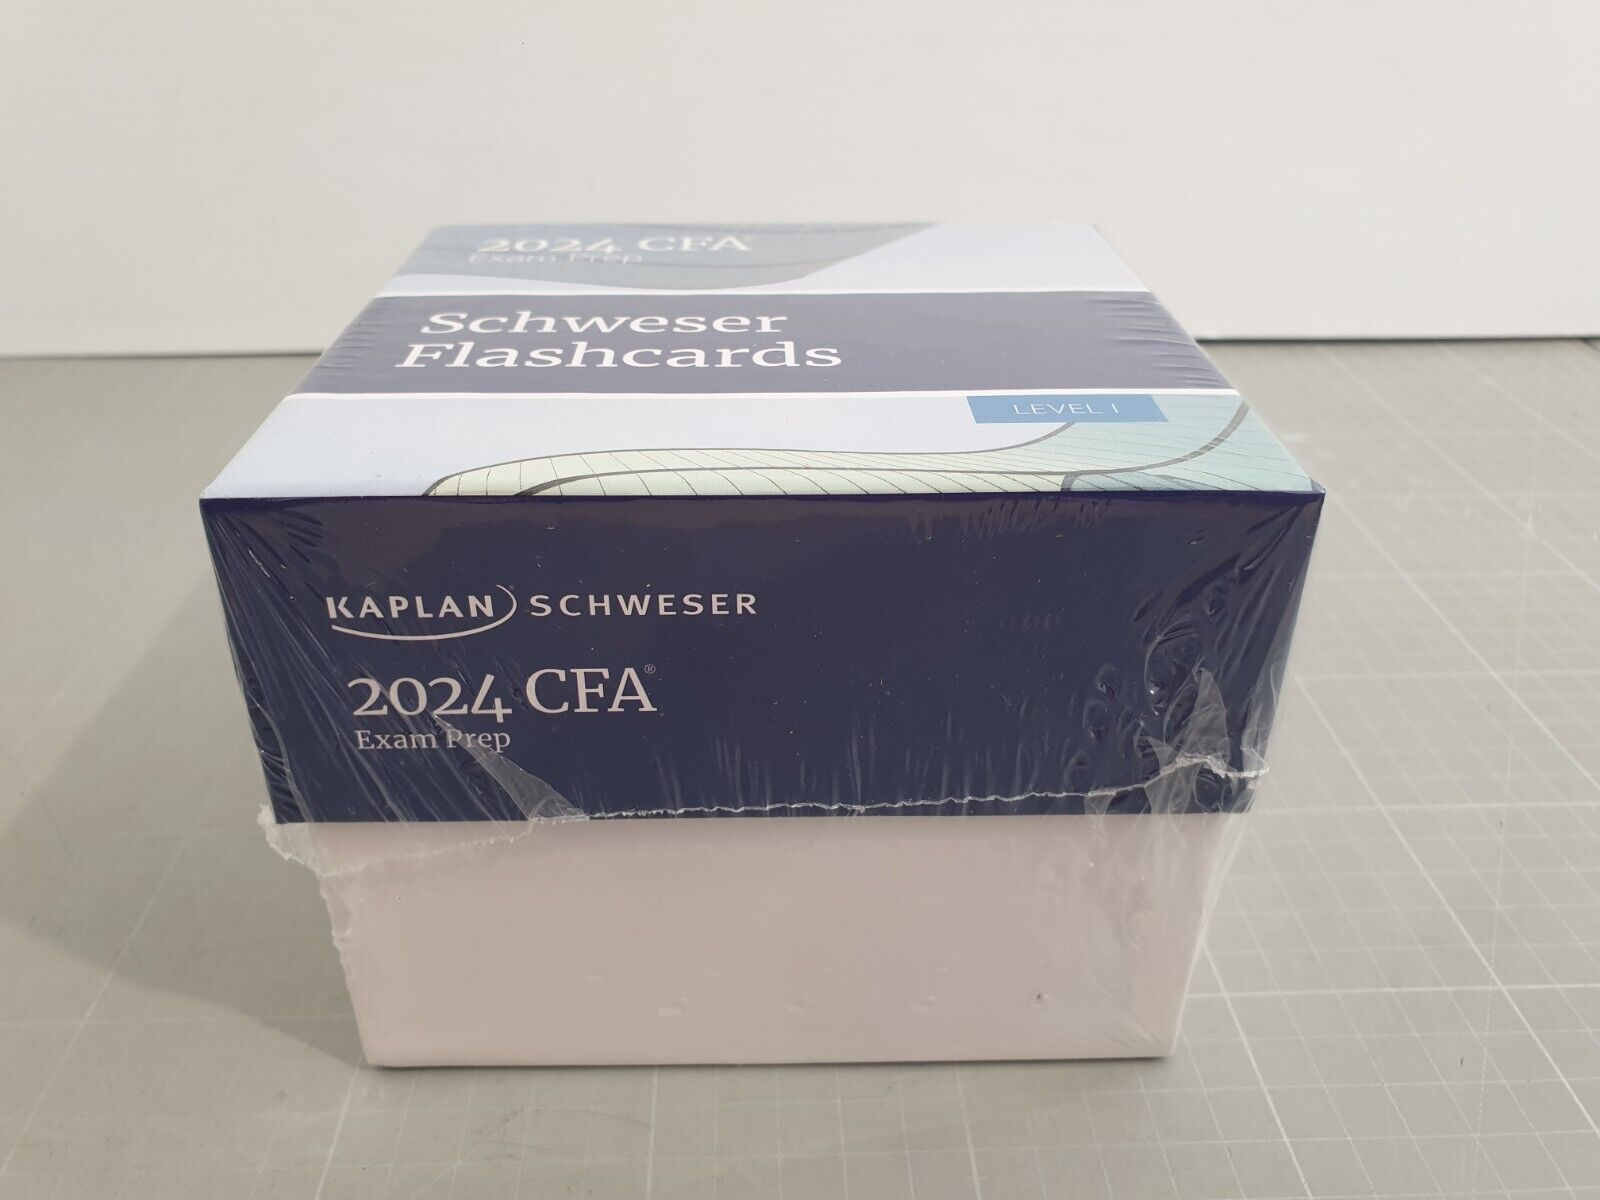 2024 CFA
Exam Prep
Schweser
Flashcards
LEVEL I
KAPLAN SCHWESER
2024 CFA®
Exam Prep